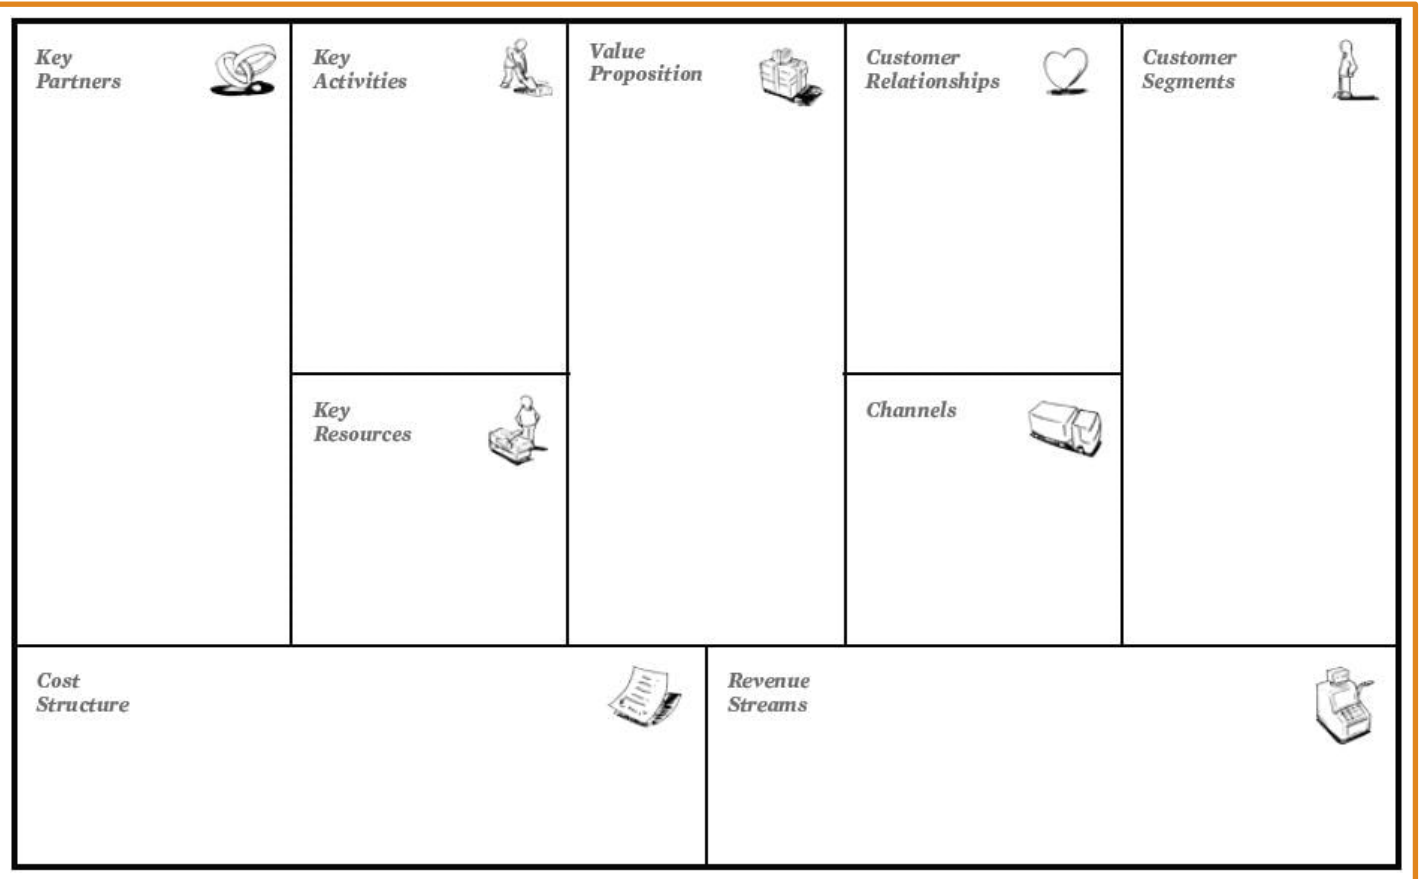 Key
Partners
Key
Activities
Value
Proposition
Customer
Relationships
Customer
Segments
Key
Resources
Channels
Cost
Structure
Revenue
Streams